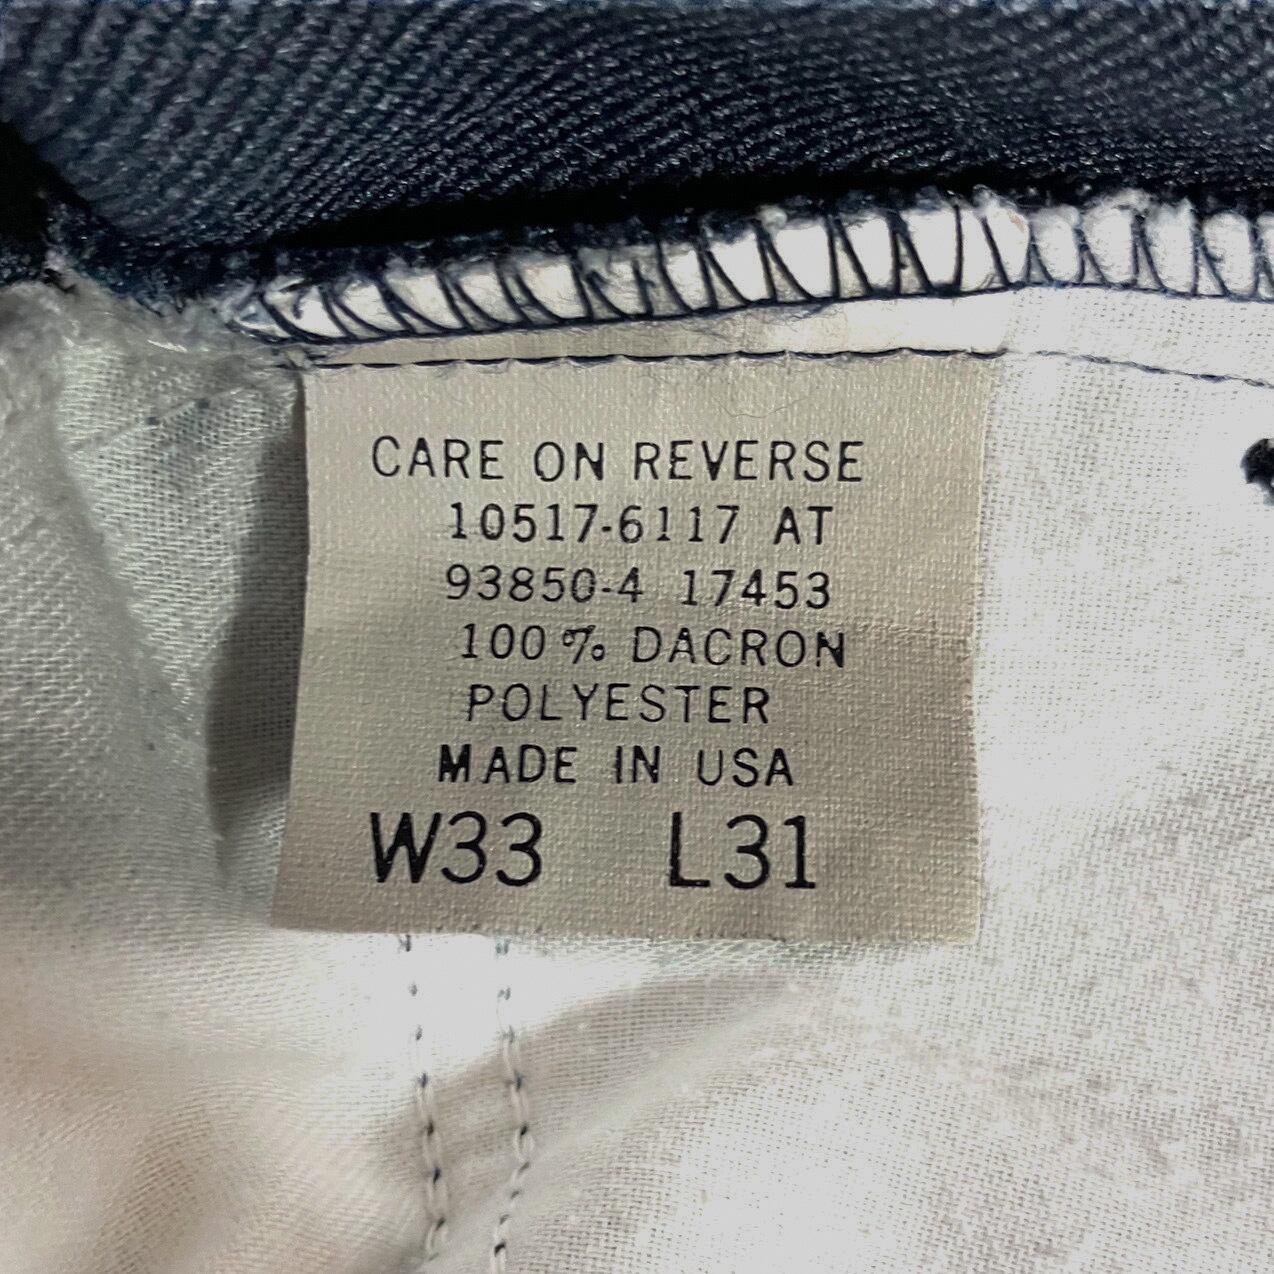 CARE ON REVERSE
10517-6117 AT
93850-4 17453
100% DACRON
POLYESTER
MADE IN USA
W33 L31